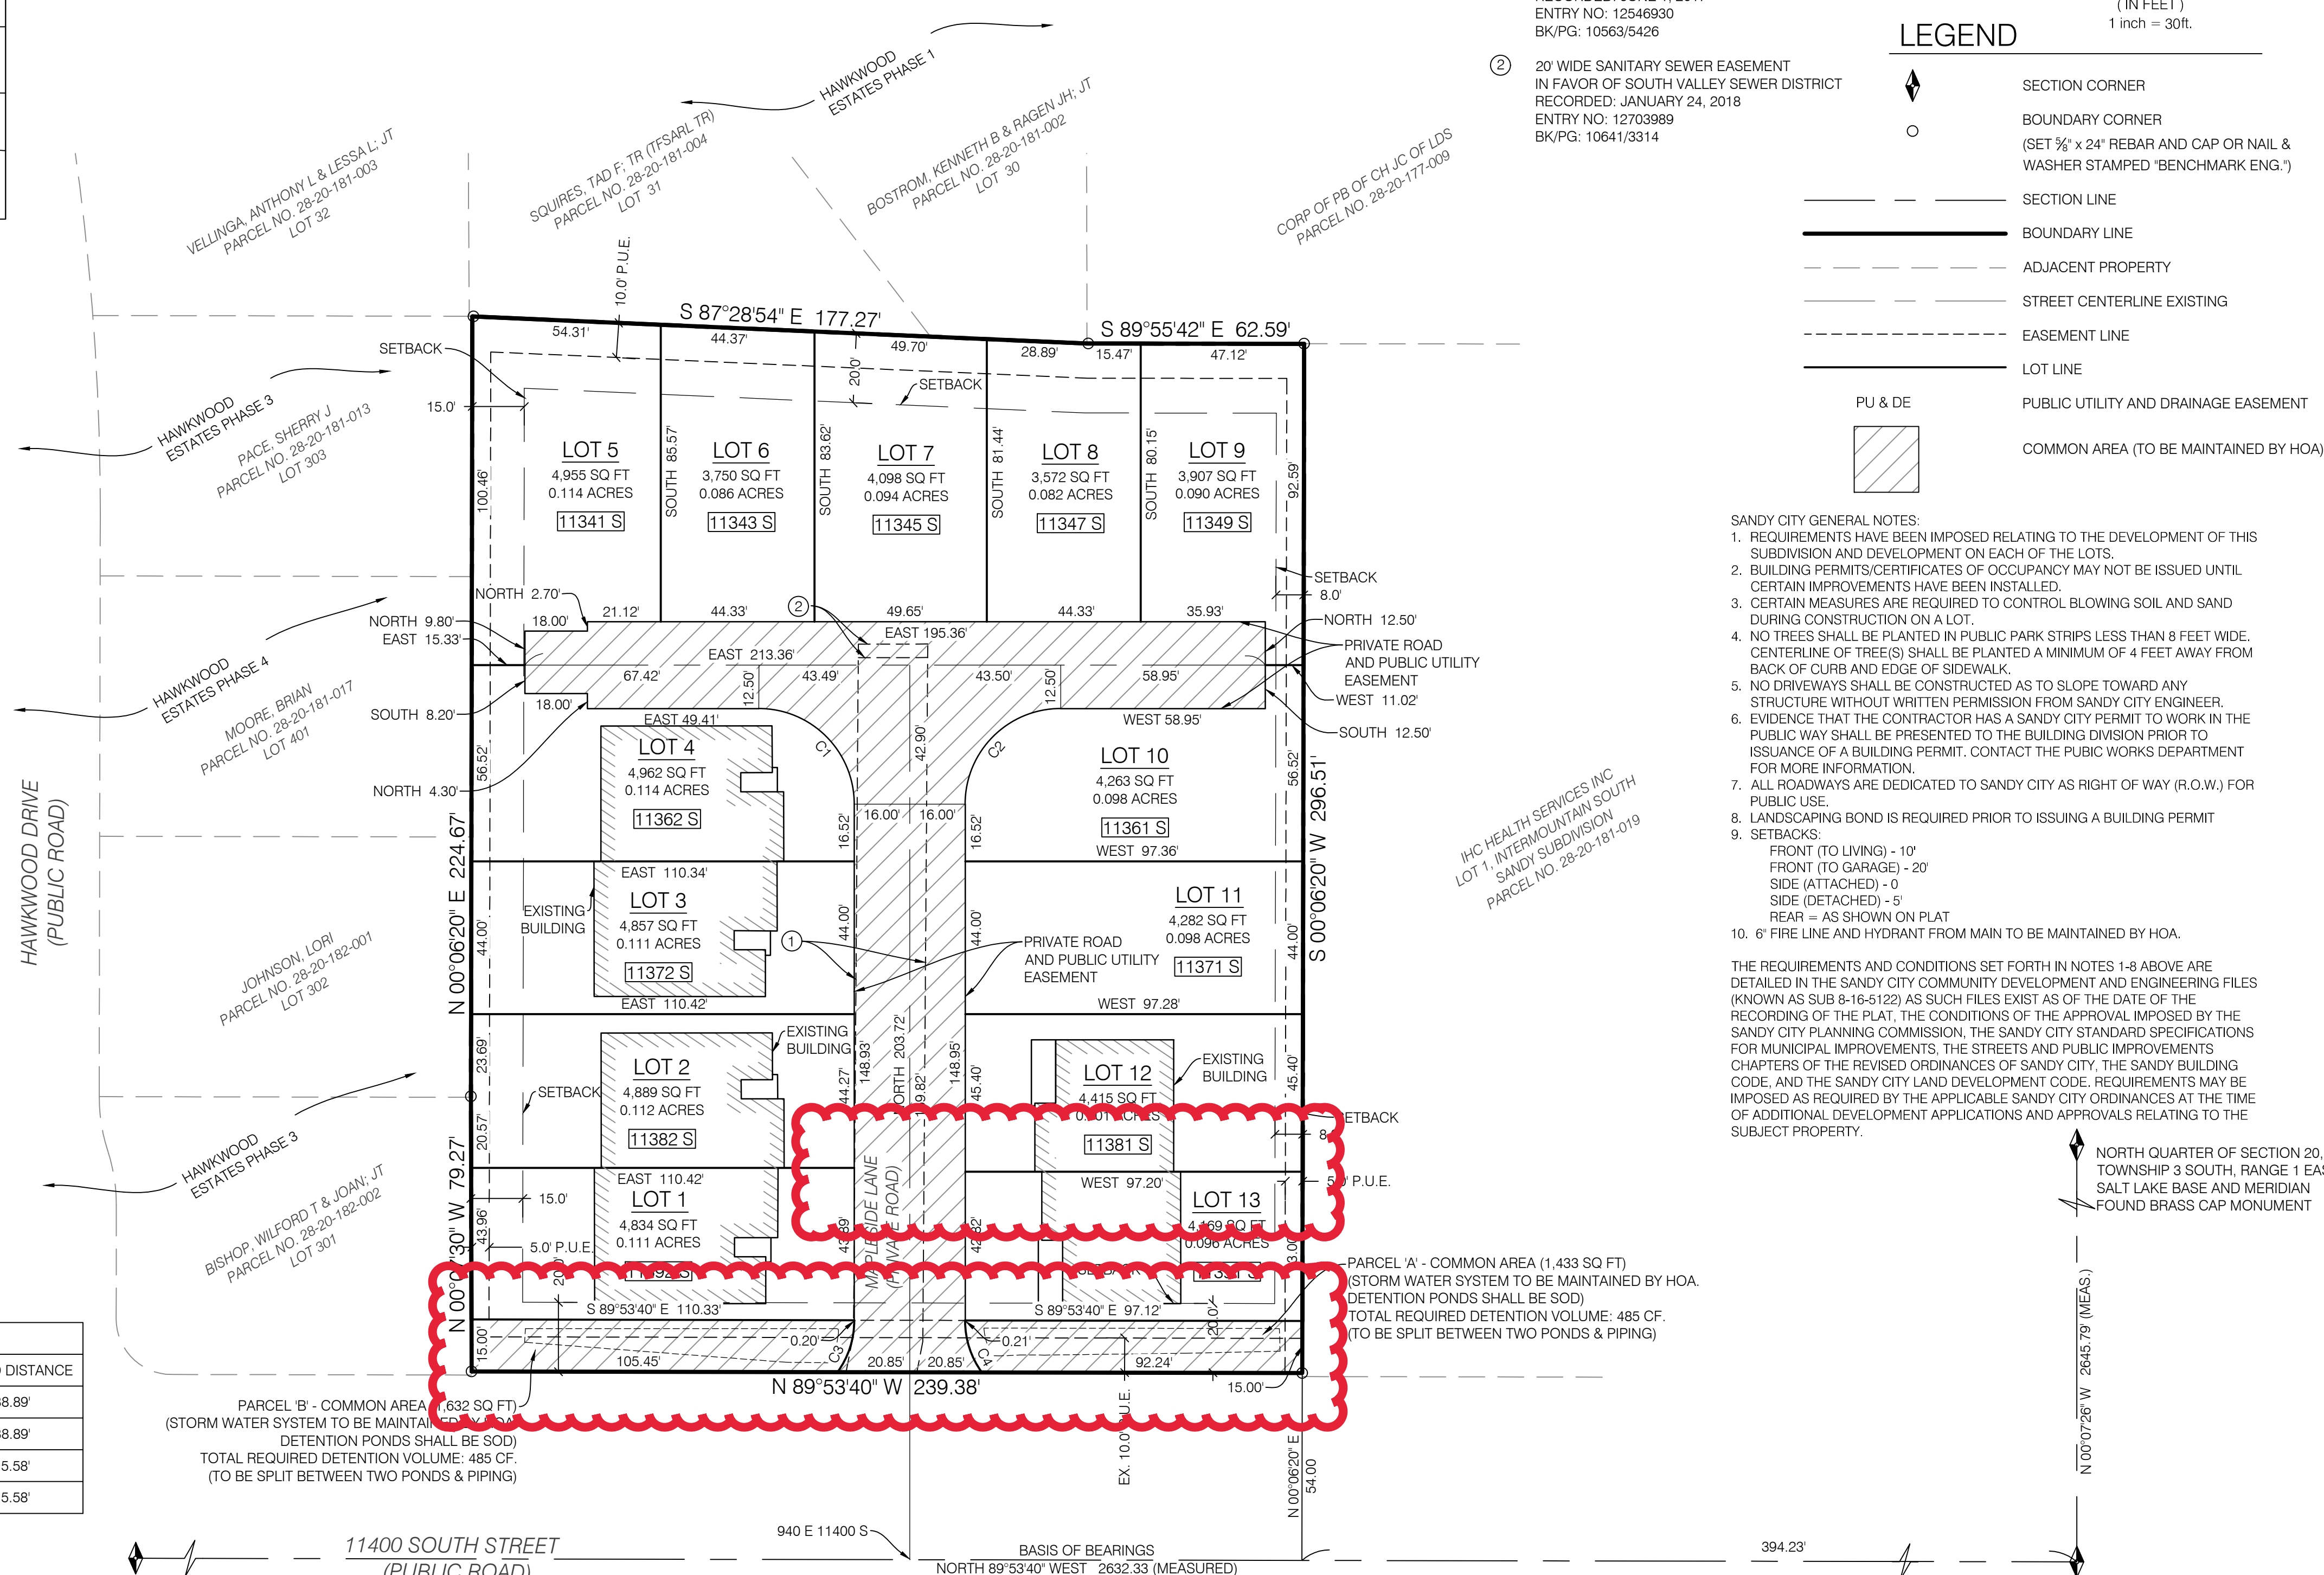 ENTRY NO: 12546930
BK/PG: 10563/5426
2
20' WIDE SANITARY SEWER EASEMENT
IN FAVOR OF SOUTH VALLEY SEWER DISTRICT
RECORDED: JANUARY 24, 2018
ENTRY NO: 12703989
BK/PG: 10641/3314
( IN FEET )
1 inch = 30ft.
LEGEND
SECTION CORNER
BOUNDARY CORNER
(SET ⅝" x 24" REBAR AND CAP OR NAIL &
WASHER STAMPED "BENCHMARK ENG.")
SECTION LINE
BOUNDARY LINE
ADJACENT PROPERTY
STREET CENTERLINE EXISTING
EASEMENT LINE
LOT LINE
PU & DE
PUBLIC UTILITY AND DRAINAGE EASEMENT
COMMON AREA (TO BE MAINTAINED BY HOA)
SANDY CITY GENERAL NOTES:
1. REQUIREMENTS HAVE BEEN IMPOSED RELATING TO THE DEVELOPMENT OF THIS
SUBDIVISION AND DEVELOPMENT ON EACH OF THE LOTS.
2. BUILDING PERMITS/CERTIFICATES OF OCCUPANCY MAY NOT BE ISSUED UNTIL
CERTAIN IMPROVEMENTS HAVE BEEN INSTALLED.
3. CERTAIN MEASURES ARE REQUIRED TO CONTROL BLOWING SOIL AND SAND
DURING CONSTRUCTION ON A LOT.
4. NO TREES SHALL BE PLANTED IN PUBLIC PARK STRIPS LESS THAN 8 FEET WIDE.
CENTERLINE OF TREE(S) SHALL BE PLANTED A MINIMUM OF 4 FEET AWAY FROM
BACK OF CURB AND EDGE OF SIDEWALK.
5. NO DRIVEWAYS SHALL BE CONSTRUCTED AS TO SLOPE TOWARD ANY
STRUCTURE WITHOUT WRITTEN PERMISSION FROM SANDY CITY ENGINEER.
6. EVIDENCE THAT THE CONTRACTOR HAS A SANDY CITY PERMIT TO WORK IN THE
PUBLIC WAY SHALL BE PRESENTED TO THE BUILDING DIVISION PRIOR TO
ISSUANCE OF A BUILDING PERMIT. CONTACT THE PUBIC WORKS DEPARTMENT
FOR MORE INFORMATION.
7. ALL ROADWAYS ARE DEDICATED TO SANDY CITY AS RIGHT OF WAY (R.O.W.) FOR
PUBLIC USE.
8. LANDSCAPING BOND IS REQUIRED PRIOR TO ISSUING A BUILDING PERMIT
9. SETBACKS:
FRONT (TO LIVING) - 10'
FRONT (TO GARAGE) - 20'
SIDE (ATTACHED) - 0
SIDE (DETACHED) - 5'
REAR = AS SHOWN ON PLAT
10. 6" FIRE LINE AND HYDRANT FROM MAIN TO BE MAINTAINED BY HOA.
THE REQUIREMENTS AND CONDITIONS SET FORTH IN NOTES 1-8 ABOVE ARE
DETAILED IN THE SANDY CITY COMMUNITY DEVELOPMENT AND ENGINEERING FILES
(KNOWN AS SUB 8-16-5122) AS SUCH FILES EXIST AS OF THE DATE OF THE
RECORDING OF THE PLAT, THE CONDITIONS OF THE APPROVAL IMPOSED BY THE
SANDY CITY PLANNING COMMISSION, THE SANDY CITY STANDARD SPECIFICATIONS
FOR MUNICIPAL IMPROVEMENTS, THE STREETS AND PUBLIC IMPROVEMENTS
CHAPTERS OF THE REVISED ORDINANCES OF SANDY CITY, THE SANDY BUILDING
CODE, AND THE SANDY CITY LAND DEVELOPMENT CODE. REQUIREMENTS MAY BE
IMPOSED AS REQUIRED BY THE APPLICABLE SANDY CITY ORDINANCES AT THE TIME
OF ADDITIONAL DEVELOPMENT APPLICATIONS AND APPROVALS RELATING TO THE
SUBJECT PROPERTY.
NORTH QUARTER OF SECTION 20,
TOWNSHIP 3 SOUTH, RANGE 1
SALT LAKE BASE AND MERIDIAN
FOUND BRASS CAP MONUMENT
N 00°07'26" W 2645.79' (MEAS.)
HAWKWOOD
ESTATES PHASE 1
VELLINGA, ANTHONY L & LESSA L; JT
PARCEL NO. 28-20-181-003
LOT 32
SQUIRES, TAD F; TR (TFSARL TR)
PARCEL NO. 28-20-181-004
LOT 31
BOSTROM, KENNETH B & RAGEN JH; JT
PARCEL NO. 28-20-181-002
LOT 30
CORP OF PB OF CH JC OF LDS
PARCEL NO. 28-20-177-009
HAWKWOOD
ESTATES PHASE 3
PACE, SHERRY J
PARCEL NO. 28-20-181-013
LOT 303
HAWKWOOD
ESTATES PHASE 4
MOORE, BRIAN
PARCEL NO. 28-20-181-017
LOT 401
HAWKWOOD DRIVE
(PUBLIC ROAD)
JOHNSON, LORI
PARCEL NO. 28-20-182-001
LOT 302
HAWKWOOD
ESTATES PHASE 3
BISHOP, WILFORD T & JOAN; JT
PARCEL NO. 28-20-182-002
LOT 301
IHC HEALTH SERVICES INC
LOT 1, INTERMOUNTAIN SOUTH
SANDY SUBDIVISION
PARCEL NO. 28-20-181-019
10.0' P.U.E.
S 87°28'54" E 177.27'
S 89°55'42" E 62.59'
54.31'
44.37'
49.70'
28.89'
15.47'
47.12'
SETBACK
20.0'
SETBACK
15.0'
100.46'
LOT 5
4,955 SQ FT
0.114 ACRES
11341 S
SOUTH 85.57'
LOT 6
3,750 SQ FT
0.086 ACRES
11343 S
SOUTH 83.62'
LOT 7
4,098 SQ FT
0.094 ACRES
11345 S
SOUTH 81.44'
LOT 8
3,572 SQ FT
0.082 ACRES
11347 S
SOUTH 80.15'
LOT 9
3,907 SQ FT
0.090 ACRES
11349 S
92.59'
SETBACK
8.0'
NORTH 2.70'
NORTH 9.80'
EAST 15.33'
18.00'
21.12'
44.33'
2
49.65'
44.33'
35.93'
NORTH 12.50'
EAST 195.36'
EAST 213.36'
PRIVATE ROAD
AND PUBLIC UTILITY
EASEMENT
67.42'
12.50'
43.49'
43.50'
12.50'
58.95'
WEST 11.02'
SOUTH 8.20'
18.00'
EAST 49.41'
WEST 58.95'
SOUTH 12.50'
NORTH 4.30'
56.52'
LOT 4
4,962 SQ FT
0.114 ACRES
11362 S
C1
42.90'
C2
LOT 10
4,263 SQ FT
0.098 ACRES
11361 S
56.52'
16.52'
16.00'
16.00'
16.52'
WEST 97.36'
N 00°06'20" E 224.67'
S 00°06'20" W 296.51'
EAST 110.34'
EXISTING
BUILDING
LOT 3
4,857 SQ FT
0.111 ACRES
11372 S
EAST 110.42'
44.00'
1
44.00'
44.00'
PRIVATE ROAD
AND PUBLIC UTILITY
EASEMENT
LOT 11
4,282 SQ FT
0.098 ACRES
11371 S
44.00'
WEST 97.28'
23.69'
20.57'
SETBACK
EXISTING
BUILDING
LOT 2
4,889 SQ FT
0.112 ACRES
11382 S
44.27'
148.93'
NORTH 203.72'
148.95'
45.40'
LOT 12
4,415 SQ FT
11381 S
EXISTING
BUILDING
45.40'
EAST 110.42'
WEST 97.20'
P.U.E.
N 00°07'30" W 79.27'
15.0'
43.96'
5.0' P.U.E.
LOT 1
4,834 SQ FT
0.111 ACRES
MAPLESIDE LANE
(PRIVATE ROAD)
LOT 13
0.096 ACRES
S 89°53'40" E 110.33'
S 89°53'40" E 97.12'
20.0'
15.00'
105.45'
0.20'
C3
20.85'
20.85'
C4
0.21'
92.24'
15.00'
N 89°53'40" W 239.38'
PARCEL 'A' - COMMON AREA (1,433 SQ FT)
(STORM WATER SYSTEM TO BE MAINTAINED BY HOA.
DETENTION PONDS SHALL BE SOD)
TOTAL REQUIRED DETENTION VOLUME: 485 CF.
(TO BE SPLIT BETWEEN TWO PONDS & PIPING)
PARCEL 'B' - COMMON AREA (1,632 SQ FT)
(STORM WATER SYSTEM TO BE MAINTAINED BY HOA
DETENTION PONDS SHALL BE SOD)
TOTAL REQUIRED DETENTION VOLUME: 485 CF.
(TO BE SPLIT BETWEEN TWO PONDS & PIPING)
DISTANCE
8.89'
8.89'
5.58'
5.58'
EX. 10.0' P.U.E.
N 00°06'20" E
54.00
11400 SOUTH STREET
(PUBLIC ROAD)
940 E 11400 S
BASIS OF BEARINGS
NORTH 89°53'40" WEST 2632.33 (MEASURED)
394.23'